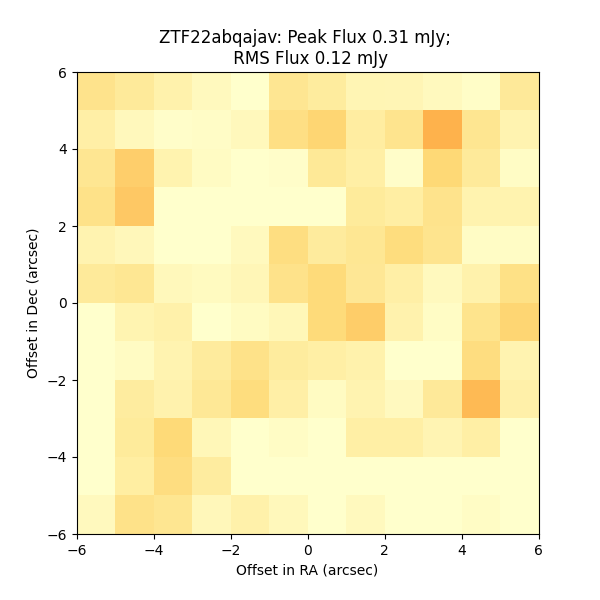 ZTF22abqajav: Peak Flux 0.31 mJy;
RMS Flux 0.12 mJy
6
4
2
0
−2
−4
−6
Offset in Dec (arcsec)
−6 −4 −2 0 2 4 6
Offset in RA (arcsec)